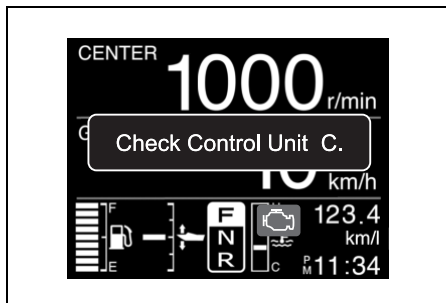 CENTER
1000 r/min
G
Check Control Unit C.
km/h
F
F
H
N
123.4
km/l
E
R
C
PM 11:34